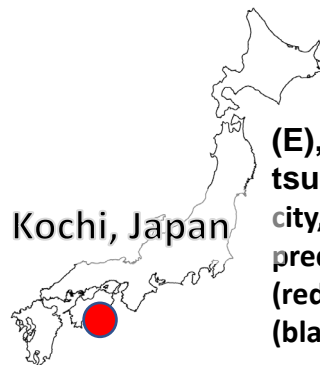 Kochi, Japan
(E),
tsu
city,
pred
(red
(bla